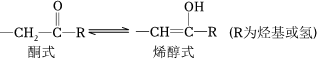 O OH
—CH₂—C—R ⇌ —CH=C—R (R为烃基或氢)
酮式 烯醇式